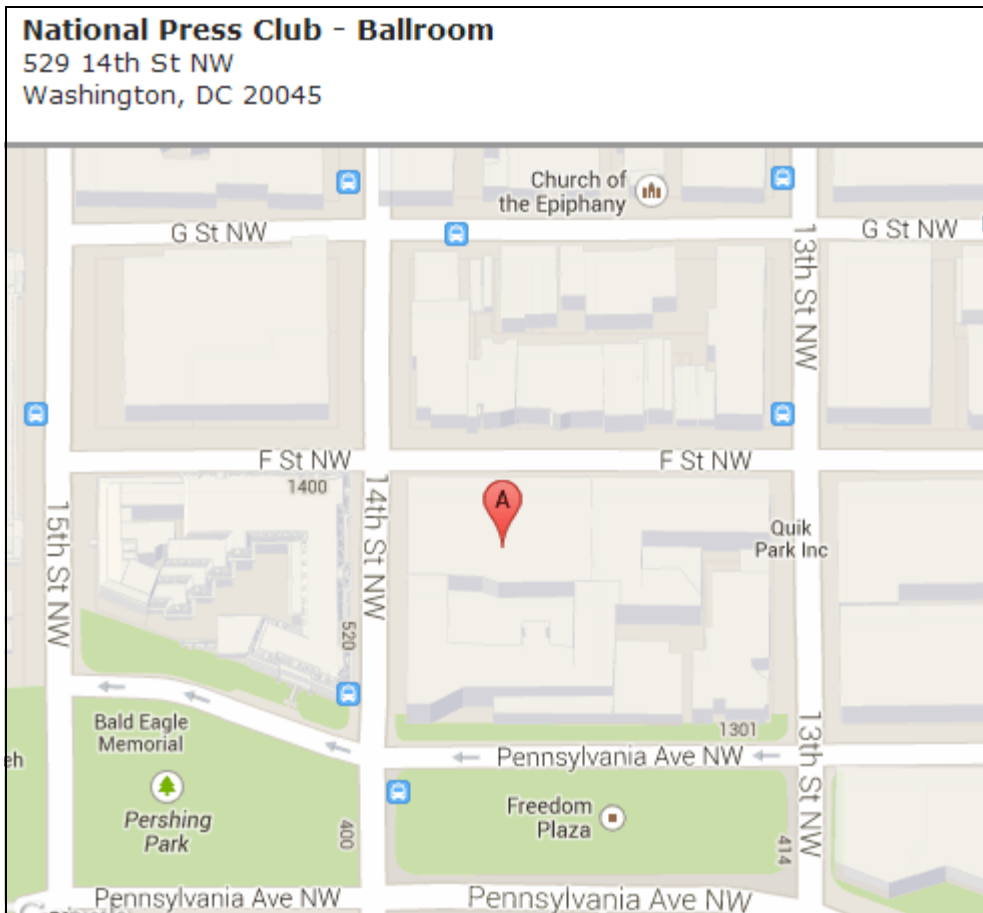 National Press Club - Ballroom
529 14th St NW
Washington, DC 20045
Church of
the Epiphany
G St NW
G St NW
13th St NW
F St NW
F St NW
1400
A
14th St NW
15th St NW
Quik
Park Inc
520
Bald Eagle
Memorial
1301
Pennsylvania Ave NW
13th St NW
eh
Pershing
Park
400
Freedom
Plaza
414
Pennsylvania Ave NW
Pennsylvania Ave NW